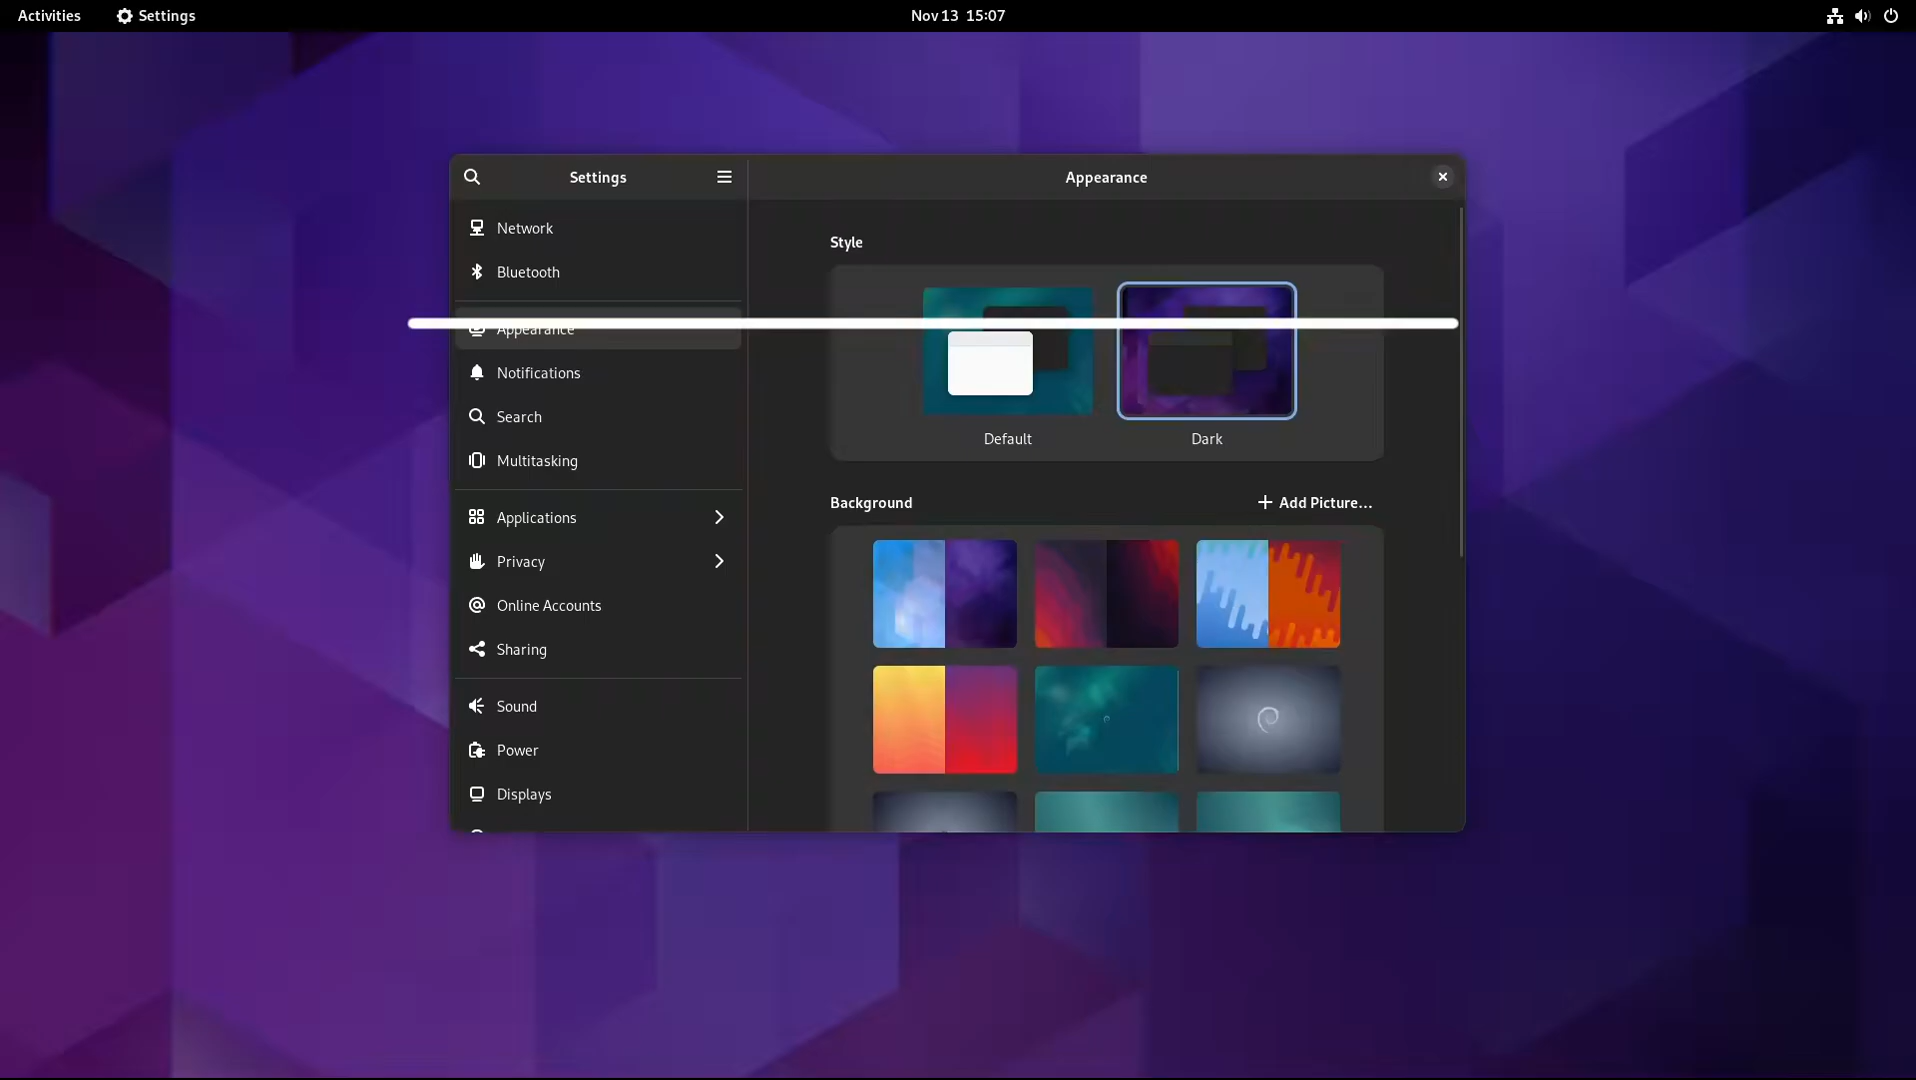 Activities
Settings
Nov 13 15:07
Settings
Appearance
Network
Bluetooth
Appearance
Notifications
Search
Multitasking
Applications
Privacy
Online Accounts
Sharing
Sound
Power
Displays
Style
Default
Dark
Background
Add Picture...